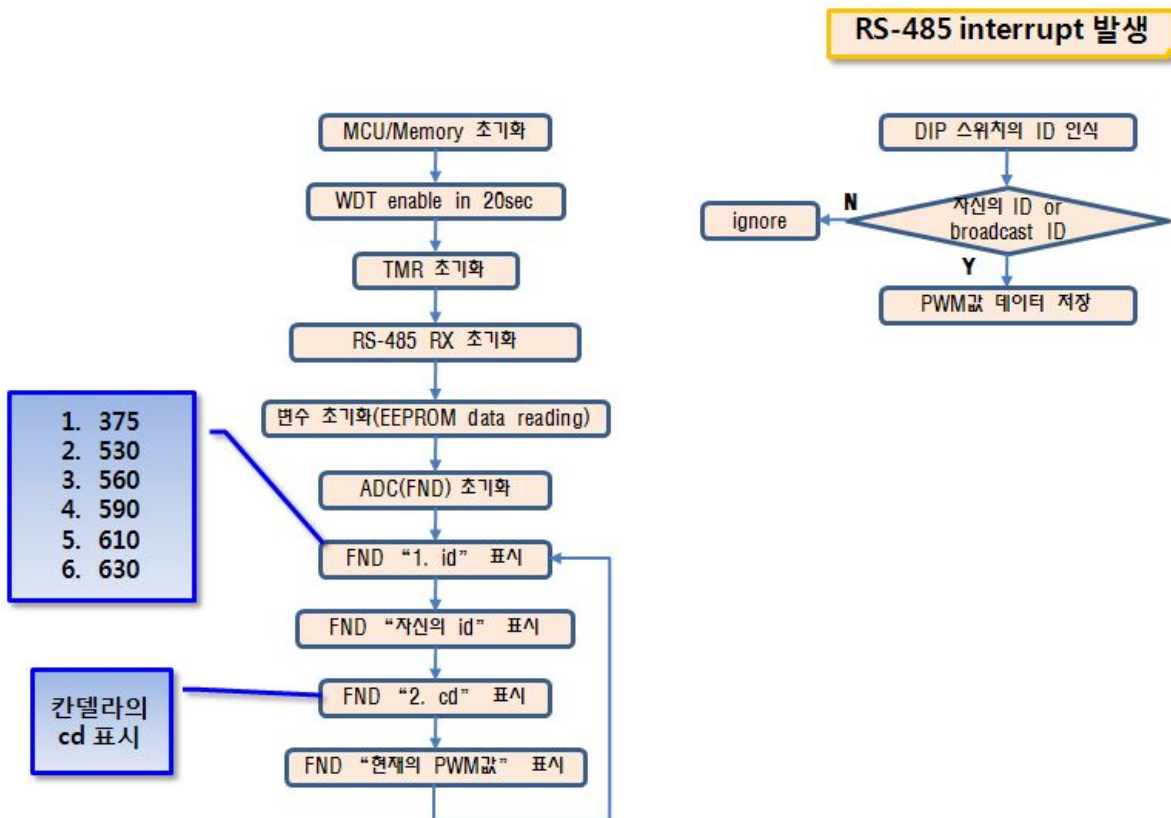 RS-485 interrupt 발생
MCU/Memory 초기화
WDT enable in 20sec
TMR 초기화
RS-485 RX 초기화
변수 초기화(EEPROM data reading)
ADC(FND) 초기화
FND “1. id” 표시
FND “자신의 id” 표시
FND “2. cd” 표시
FND “현재의 PWM값” 표시
1. 375
2. 530
3. 560
4. 590
5. 610
6. 630
칸델라의
cd 표시
DIP 스위치의 ID 인식
자신의 ID or
broadcast ID
N
ignore
Y
PWM값 데이터 저장